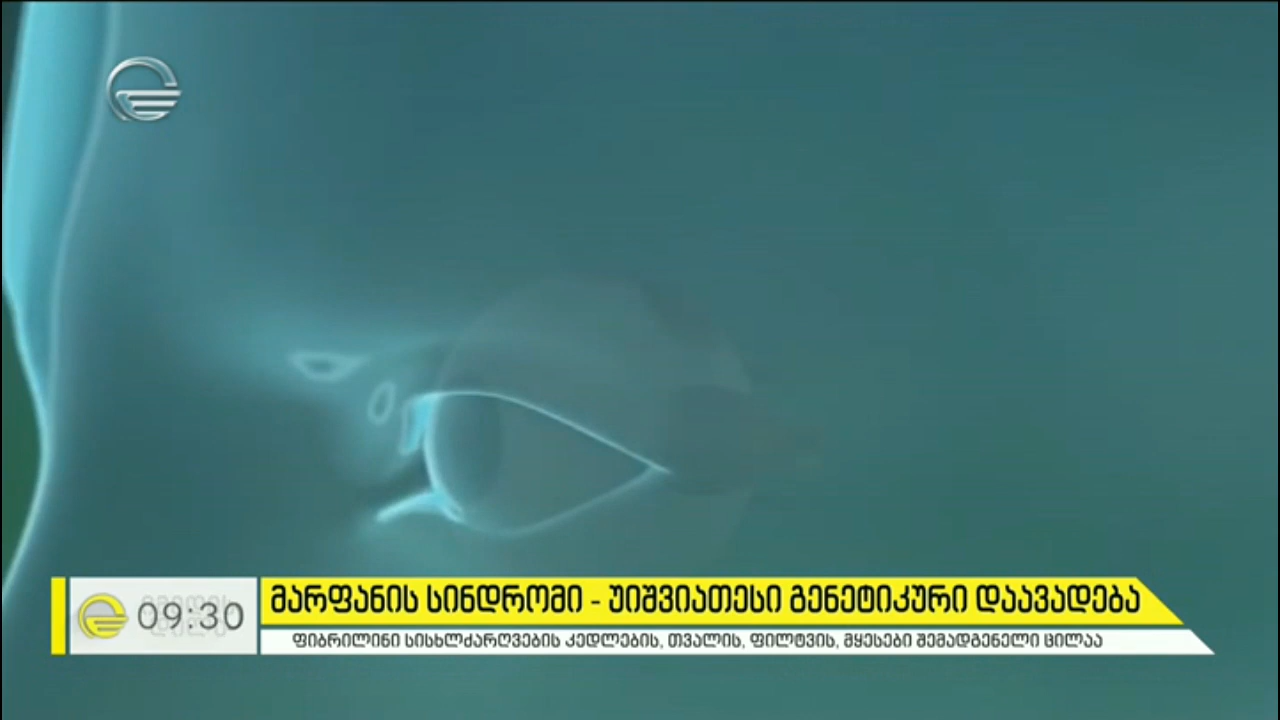 მარფანის სინდრომი - უიშვიათესი გენეტიკური დაავადება
09:30
ფიბრილინი სისხლძარღვების კედლების, თვალის, ფილტვის, მყესები შემადგენელი ცილაა